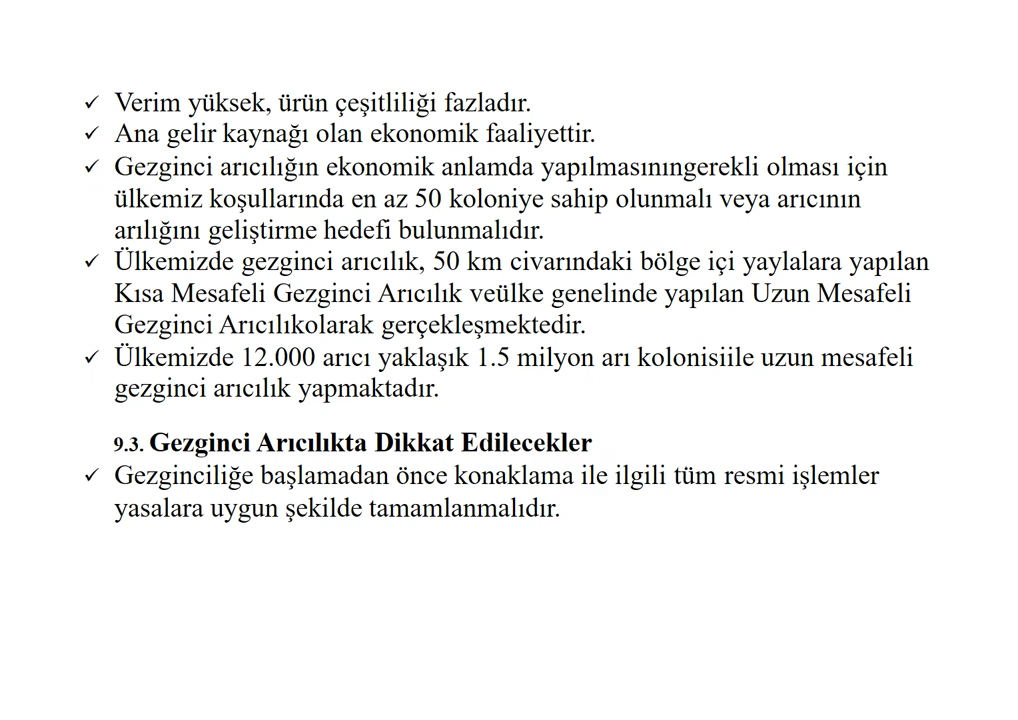 ✓ Verim yüksek, ürün çeşitliliği fazladır.
✓ Ana gelir kaynağı olan ekonomik faaliyettir.
✓ Gezginci arıcılığın ekonomik anlamda yapılmasınıngerekli olması için
ülkemiz koşullarında en az 50 koloniye sahip olunmalı veya arıcının
arılığını geliştirme hedefi bulunmalıdır.
✓ Ülkemizde gezginci arıcılık, 50 km civarındaki bölge içi yaylalara yapılan
Kısa Mesafeli Gezginci Arıcılık veülke genelinde yapılan Uzun Mesafeli
Gezginci Arıcılıkolarak gerçekleşmektedir.
✓ Ülkemizde 12.000 arıcı yaklaşık 1.5 milyon arı kolonisiile uzun mesafeli
gezginci arıcılık yapmaktadır.
9.3. Gezginci Arıcılıkta Dikkat Edilecekler
✓ Gezginciliğe başlamadan önce konaklama ile ilgili tüm resmi işlemler
yasalara uygun şekilde tamamlanmalıdır.